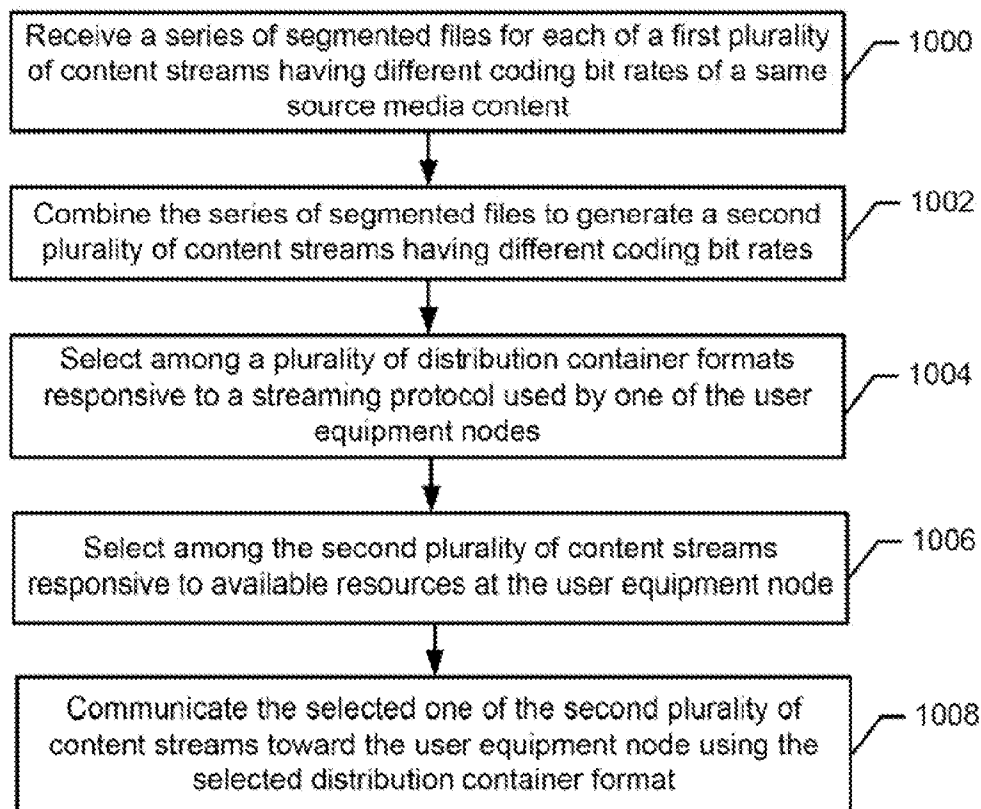 Receive a series of segmented files for each of a first plurality
of content streams having different coding bit rates of a same
source media content
1000
Combine the series of segmented files to generate a second
plurality of content streams having different coding bit rates
1002
Select among a plurality of distribution container formats
responsive to a streaming protocol used by one of the user
equipment nodes
1004
Select among the second plurality of content streams
responsive to available resources at the user equipment node
1006
Communicate the selected one of the second plurality of
content streams toward the user equipment node using the
selected distribution container format
1008